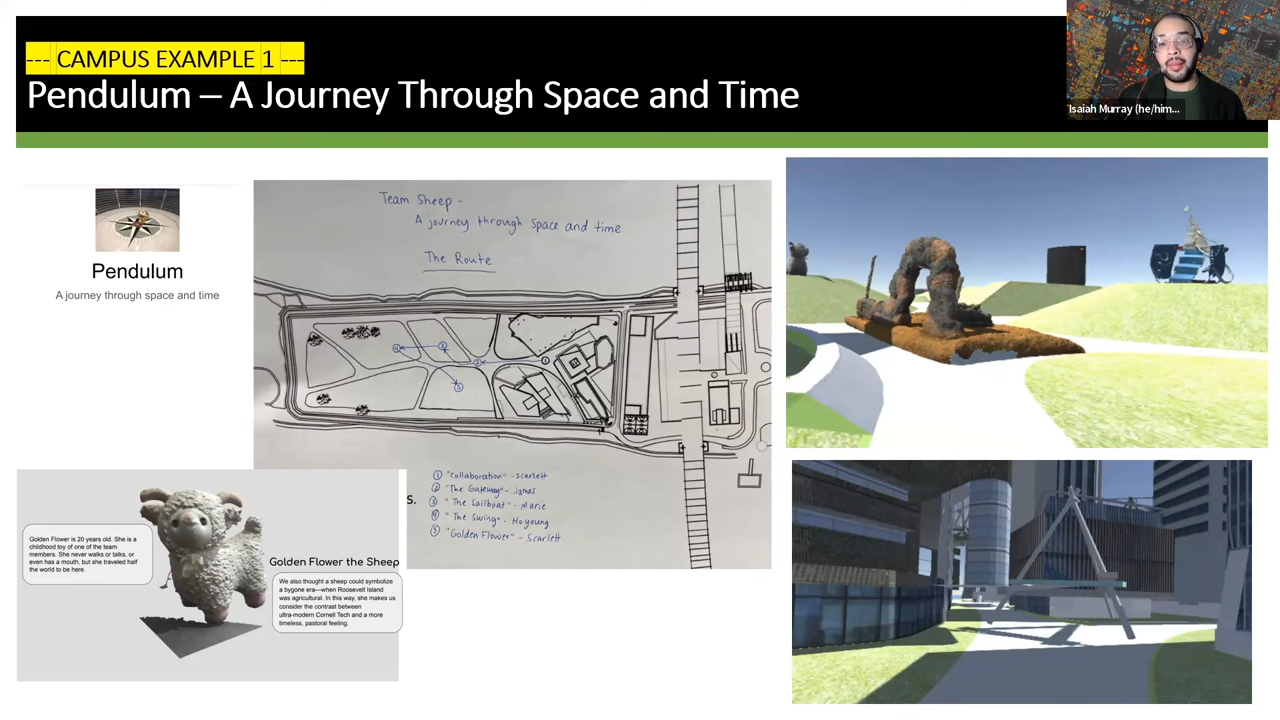 --- CAMPUS EXAMPLE 1 ---
Pendulum – A Journey Through Space and Time
Isaiah Murray (he/him...
Pendulum
A journey through space and time
Team Sheep -
A journey through space and time
The Route
1
2
3
4
5
S.
1 "collaboration" - Scarlett
2 "The Gateway" - James
3 "The Sailboat" - Marie
4 "The Swing" - Hoyoung
5 "Golden Flower" - Scarlett
Golden Flower is 20 years old. She is a
childhood toy of one of the team
members. She never walks or talks, or
even has a mouth, but she traveled half
the world to be here.
Golden Flower the Sheep
We also thought a sheep could symbolize
a bygone era—when Roosevelt Island
was agricultural. In this way, she makes us
consider the contrast between
ultra-modern Cornell Tech and a more
timeless, pastoral feeling.